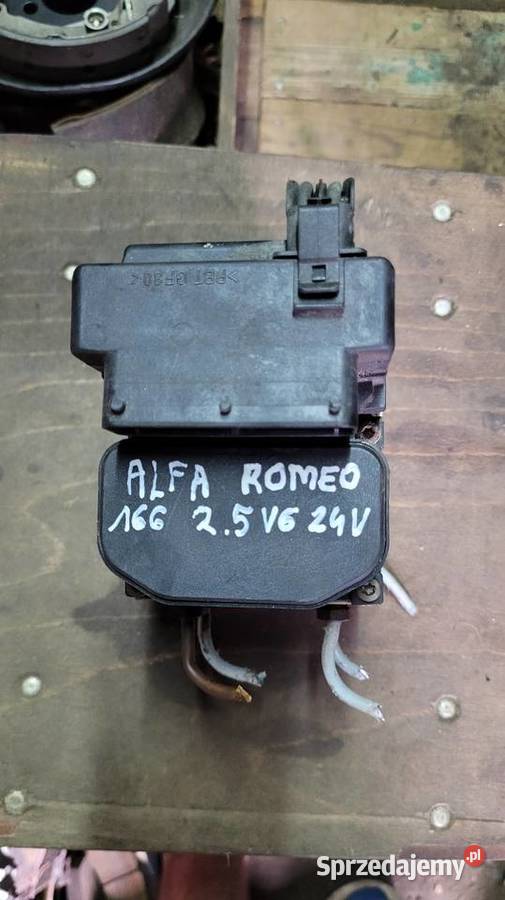 >PBT GF30<
ALFA ROMEO
166 2.5 V6 24V
Sprzedajemy.pl